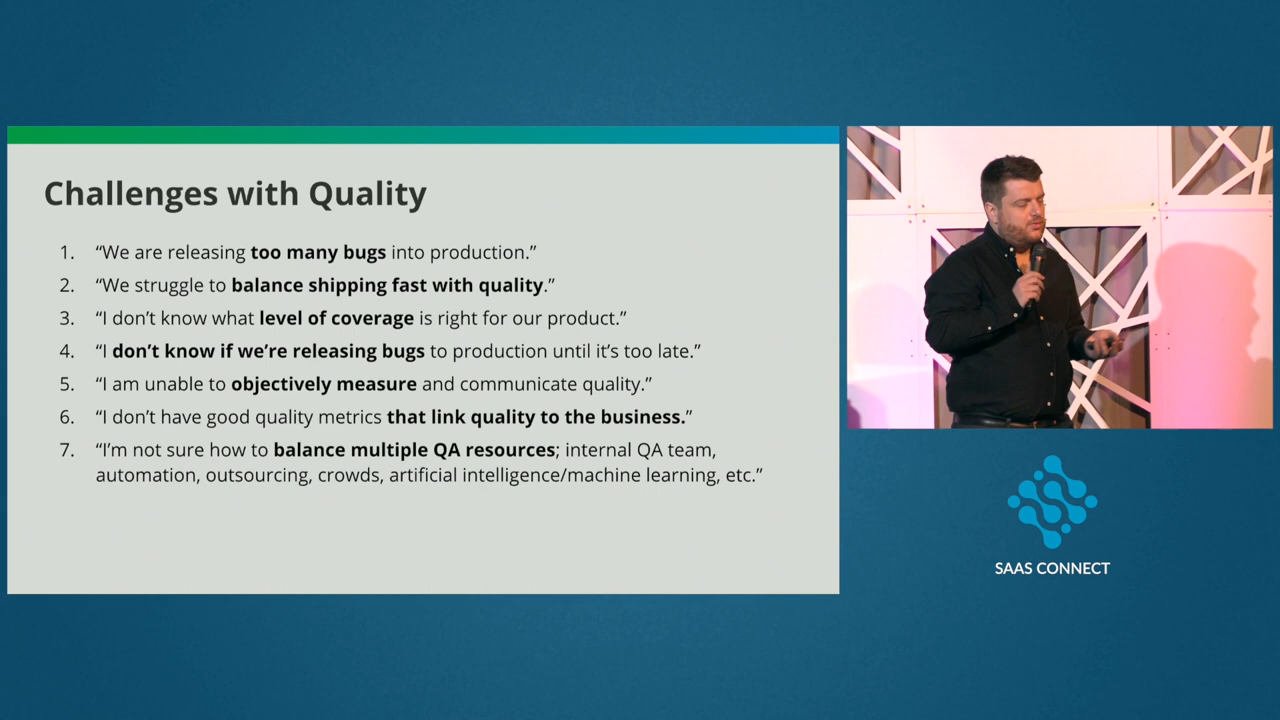 Challenges with Quality
1. “We are releasing too many bugs into production.”
2. “We struggle to balance shipping fast with quality.”
3. “I don’t know what level of coverage is right for our product.”
4. “I don’t know if we’re releasing bugs to production until it’s too late.”
5. “I am unable to objectively measure and communicate quality.”
6. “I don’t have good quality metrics that link quality to the business.”
7. “I’m not sure how to balance multiple QA resources; internal QA team,
automation, outsourcing, crowds, artificial intelligence/machine learning, etc.”
SAAS CONNECT